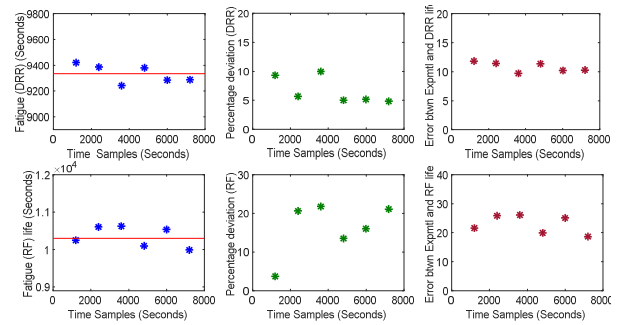 9800
9600
9400
9200
9000
Fatigue (DRR) (Seconds)
0 2000 4000 6000 8000
Time Samples (Seconds)
20
15
10
5
0
Percentage deviation (DRR)
0 2000 4000 6000 8000
Time Samples (Seconds)
20
15
10
5
0
Error btwn Expmtl and DRR life
0 2000 4000 6000 8000
Time Samples (Seconds)
×10⁴
1.2
1.1
1
0.9
Fatigue (RF) life (Seconds)
0 2000 4000 6000 8000
Time Samples (Seconds)
30
20
10
0
Percentage deviation (RF)
0 2000 4000 6000 8000
Time Samples (Seconds)
40
30
20
10
0
Error btwn Expmtl and RF life
0 2000 4000 6000 8000
Time Samples (Seconds)